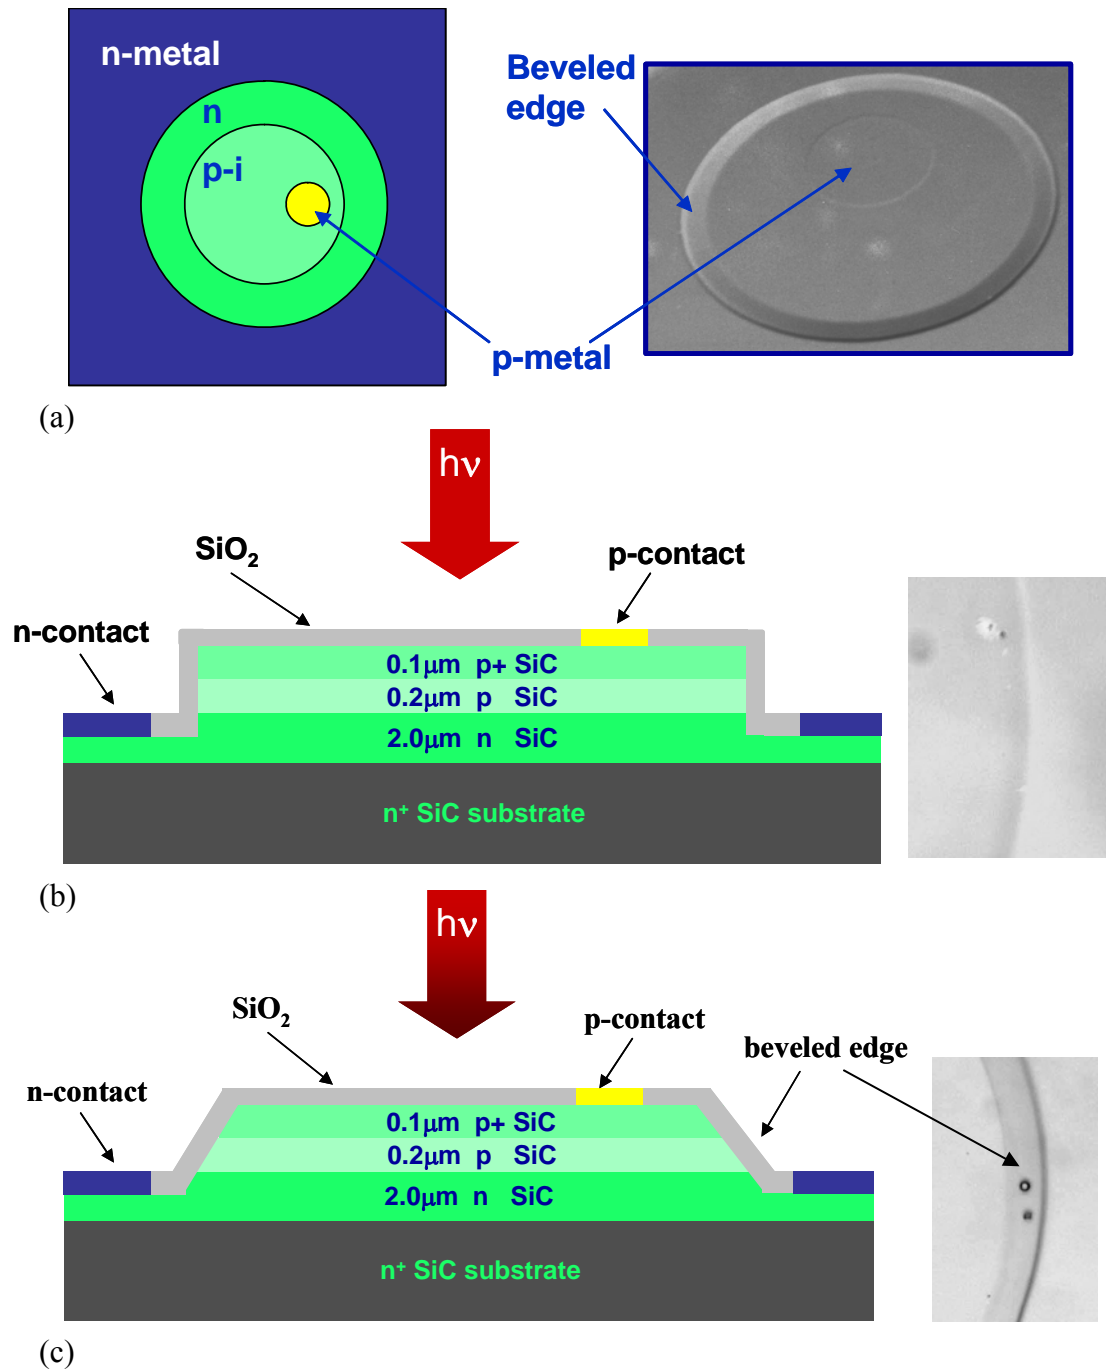 n-metal
n
p-i
Beveled
edge
p-metal
(a)
hν
SiO₂
p-contact
n-contact
0.1μm p+ SiC
0.2μm p SiC
2.0μm n SiC
n⁺ SiC substrate
(b)
hν
SiO₂
p-contact
beveled edge
n-contact
0.1μm p+ SiC
0.2μm p SiC
2.0μm n SiC
n⁺ SiC substrate
(c)